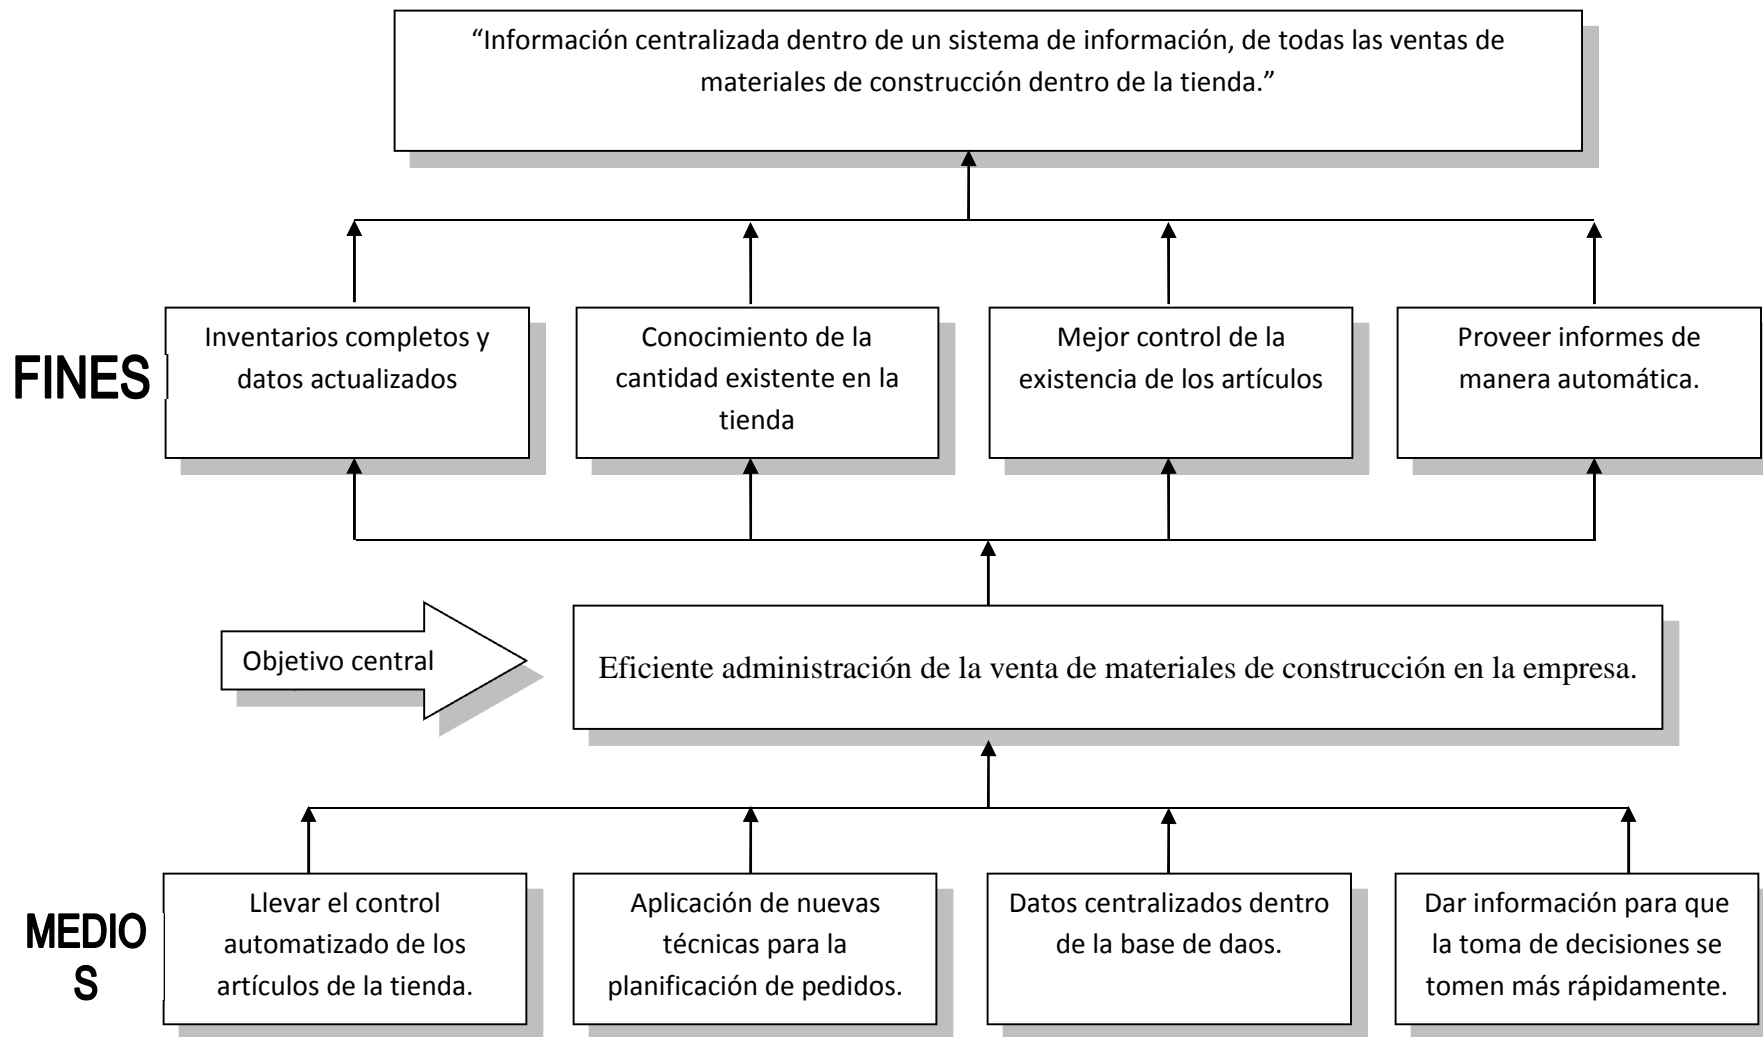 “Información centralizada dentro de un sistema de información, de todas las ventas de
materiales de construcción dentro de la tienda.”
FINES
Inventarios completos y
datos actualizados
Conocimiento de la
cantidad existente en la
tienda
Mejor control de la
existencia de los artículos
Proveer informes de
manera automática.
Objetivo central
Eficiente administración de la venta de materiales de construcción en la empresa.
MEDIO
S
Llevar el control
automatizado de los
artículos de la tienda.
Aplicación de nuevas
técnicas para la
planificación de pedidos.
Datos centralizados dentro
de la base de daos.
Dar información para que
la toma de decisiones se
tomen más rápidamente.